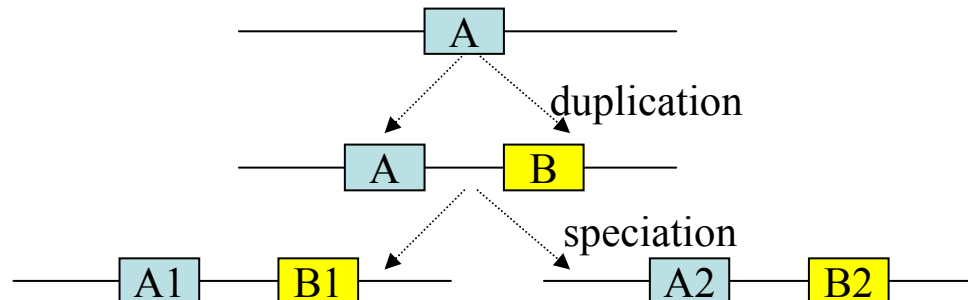 A
duplication
A B
speciation
A1 B1 A2 B2